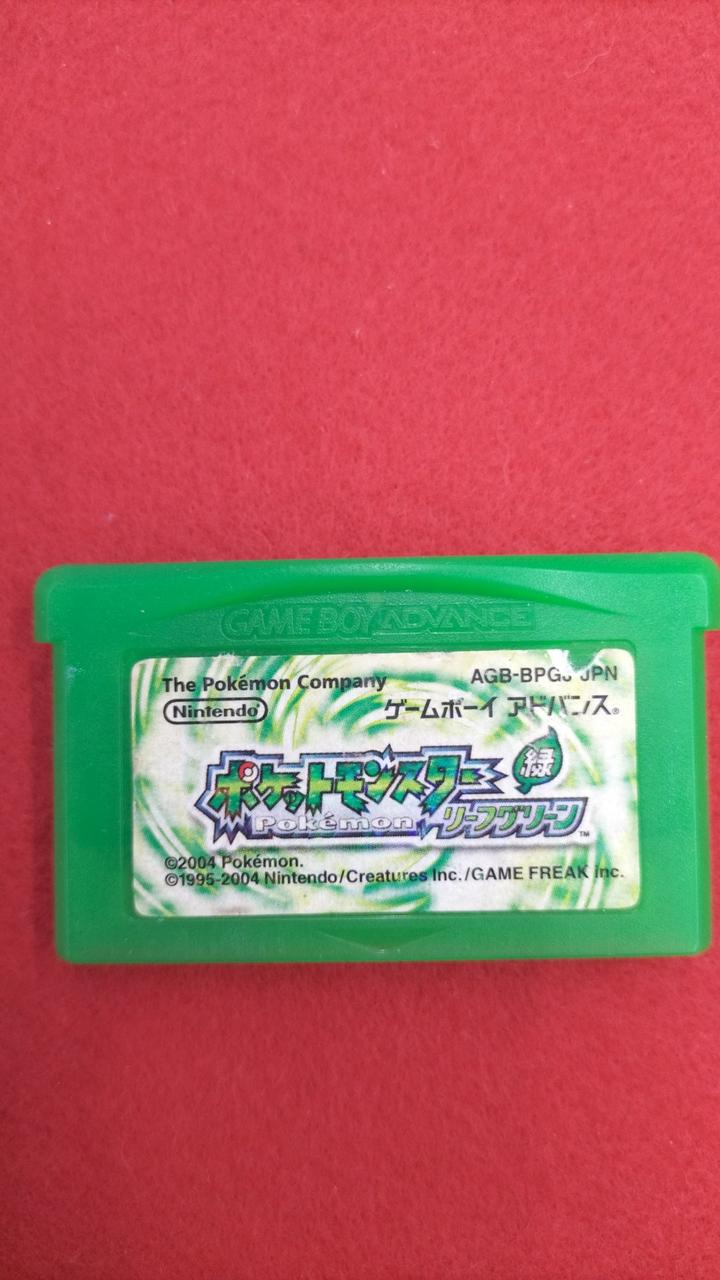 GAME BOY ADVANCE
The Pokémon Company
AGB-BPGJ-JPN
Nintendo
ゲームボーイ アドバンス®
ポケットモンスター
緑
Pokémon
リーフグリーン™
©2004 Pokémon.
©1995-2004 Nintendo/Creatures Inc./GAME FREAK inc.